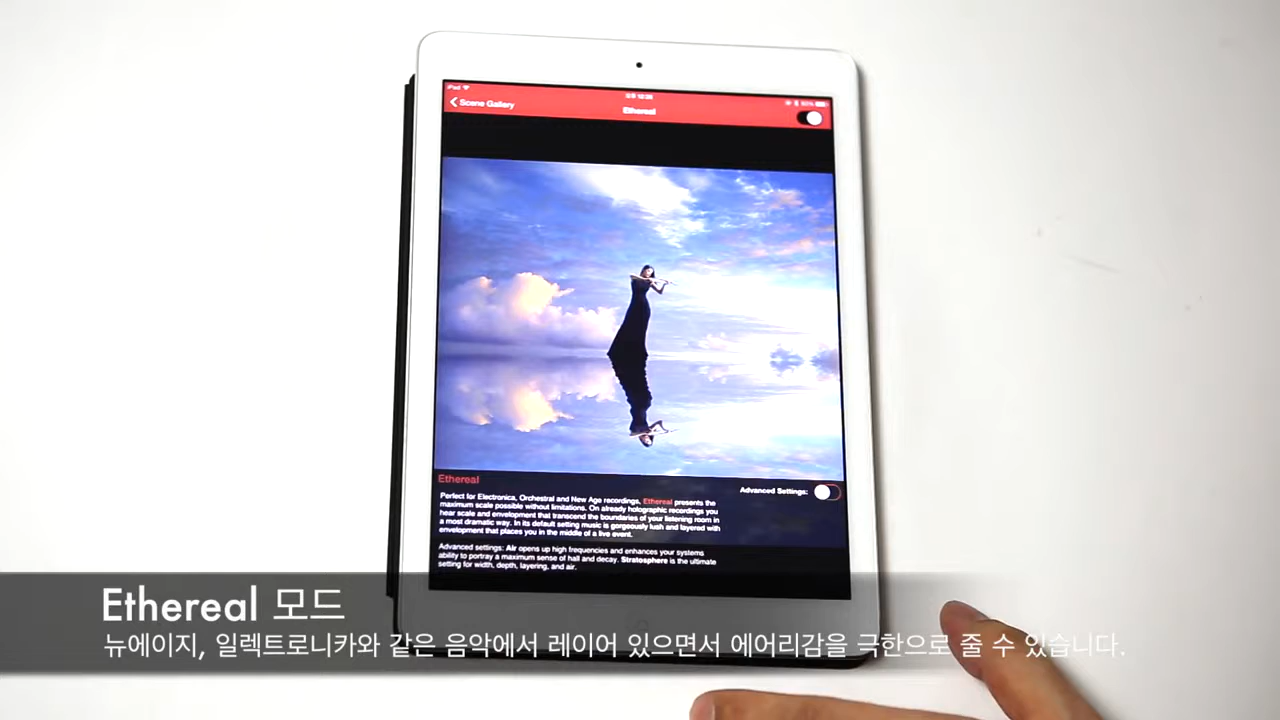 iPad
Scene Gallery
Ethereal
Ethereal
Advanced Settings:
Perfect for Electronica, Orchestral and New Age recordings, Ethereal presents the
maximum scale possible without limitations. On already holographic recordings you
hear scale and envelopment that transcend the boundaries of your listening room in
a most dramatic way. In its default setting music is gorgeously lush and layered with
envelopment that places you in the middle of a live event.
Advanced settings: Air opens up high frequencies and enhances your systems
ability to portray a maximum sense of hall and decay. Stratosphere is the ultimate
setting for width, depth, layering, and air.
Ethereal 모드
뉴에이지, 일렉트로니카와 같은 음악에서 레이어 있으면서 에어리감을 극한으로 줄 수 있습니다.